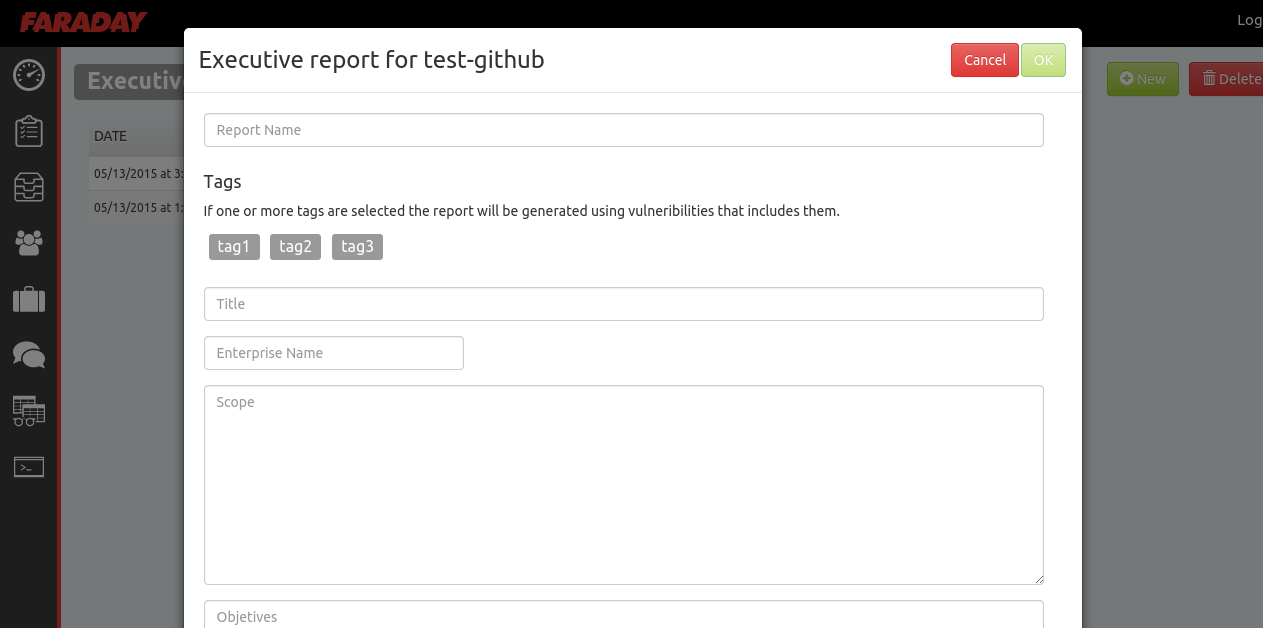 FARADAY
Log
Executive report for test-github
Cancel
OK
Executiv
New
Delete
Report Name
DATE
05/13/2015 at 3:
05/13/2015 at 1:
Tags
If one or more tags are selected the report will be generated using vulneribilities that includes them.
tag1 tag2 tag3
Title
Enterprise Name
Scope
>_
Objetives